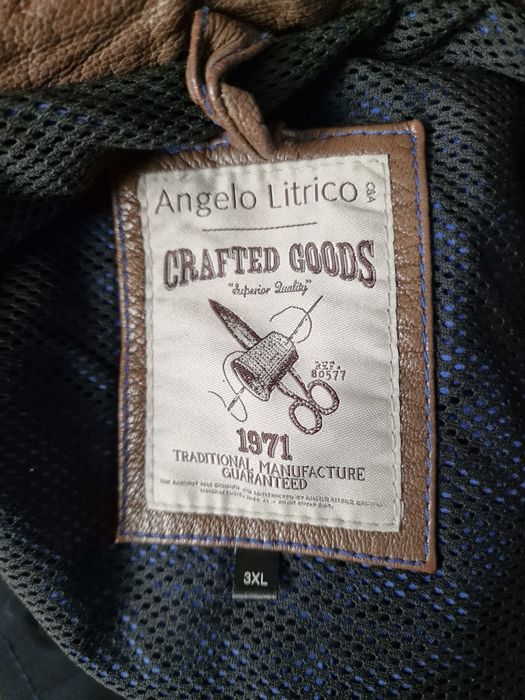 Angelo Litrico
C&A
CRAFTED GOODS
"Superior Quality"
REF.
80577
1971
TRADITIONAL MANUFACTURE
GUARANTEED
3XL